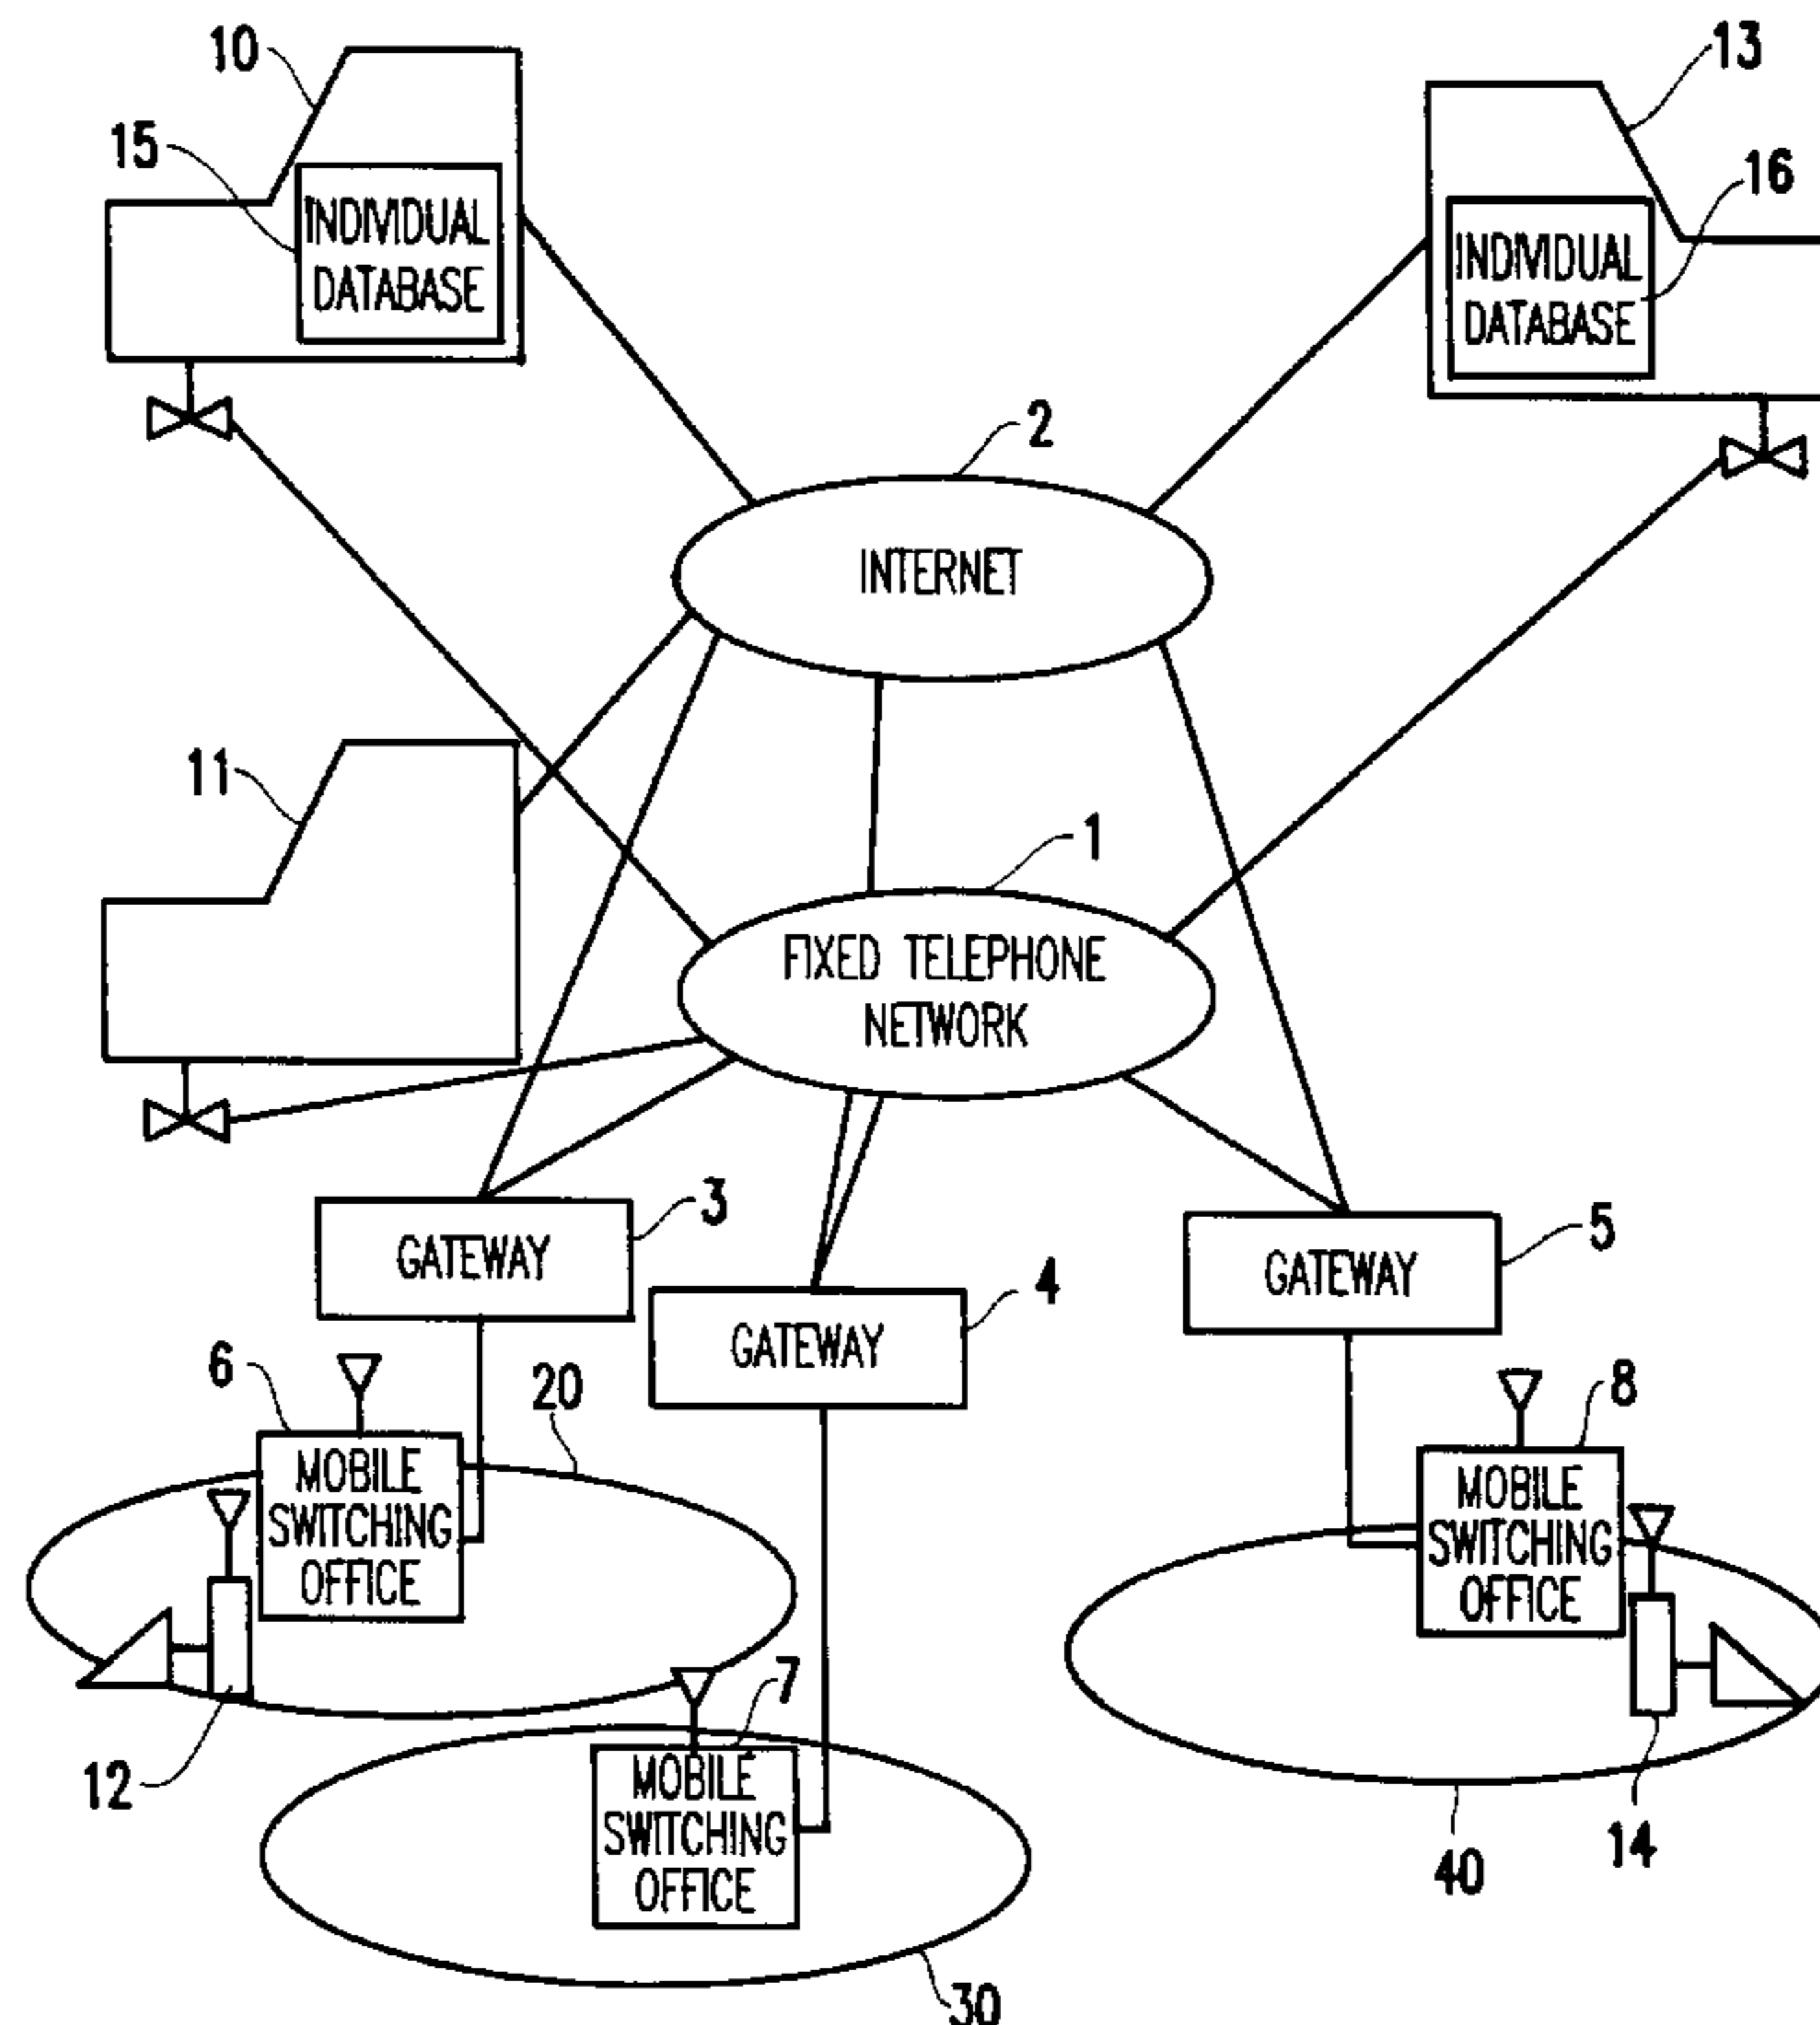 10
13
15
16
INDIVIDUAL
DATABASE
INDIVIDUAL
DATABASE
2
INTERNET
11
1
FIXED TELEPHONE
NETWORK
3
GATEWAY
4
GATEWAY
5
GATEWAY
6
20
MOBILE
SWITCHING
OFFICE
8
MOBILE
SWITCHING
OFFICE
12
7
MOBILE
SWITCHING
OFFICE
14
40
30